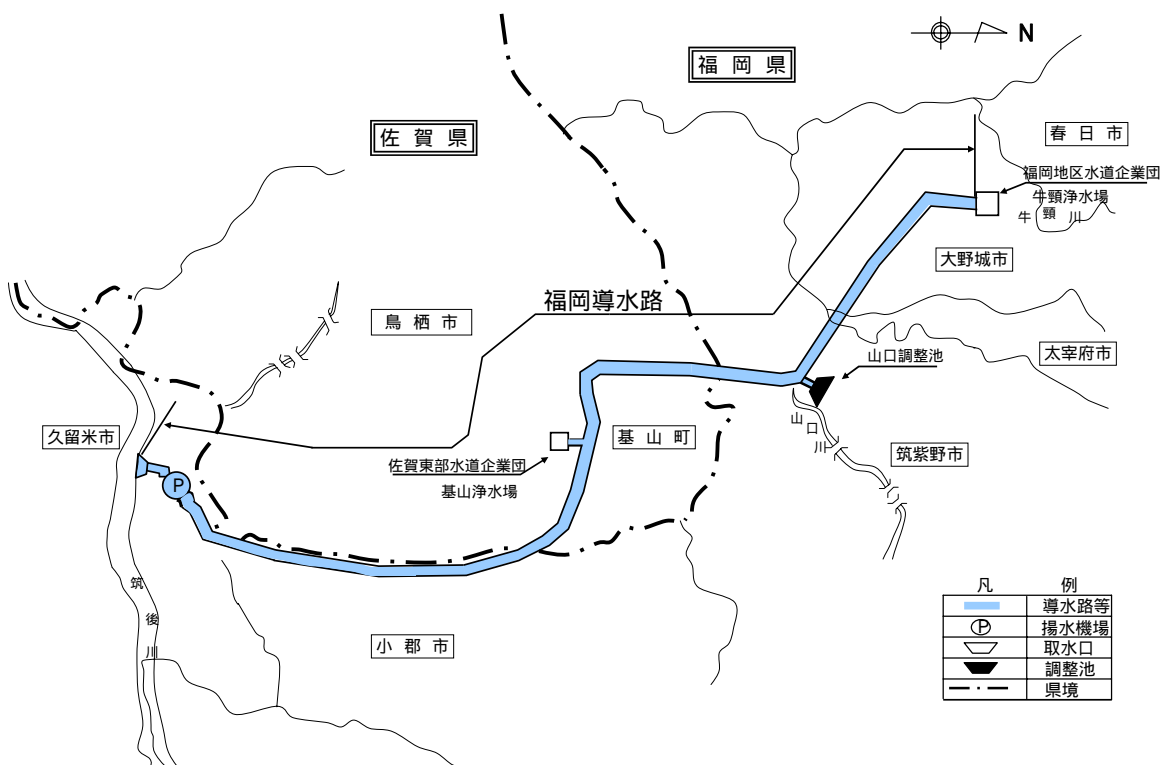 N
福岡県
佐賀県
春日市
福岡地区水道企業団
牛頸浄水場
牛頸川
大野城市
福岡導水路
鳥栖市
太宰府市
山口調整池
久留米市
基山町
山口川
筑紫野市
佐賀東部水道企業団
基山浄水場
P
筑後川
小郡市
凡例
導水路等
P 揚水機場
取水口
調整池
県境